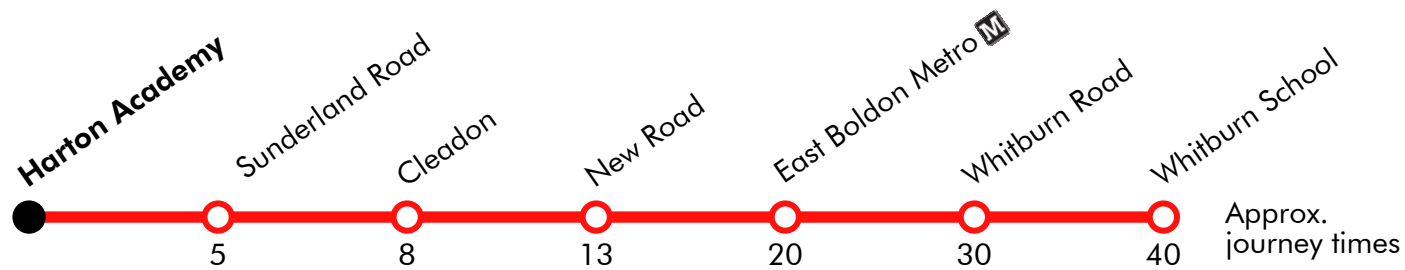 Harton Academy
Sunderland Road
Cleadon
New Road
East Boldon Metro M
Whitburn Road
Whitburn School
5 8 13 20 30 40
Approx.
journey times